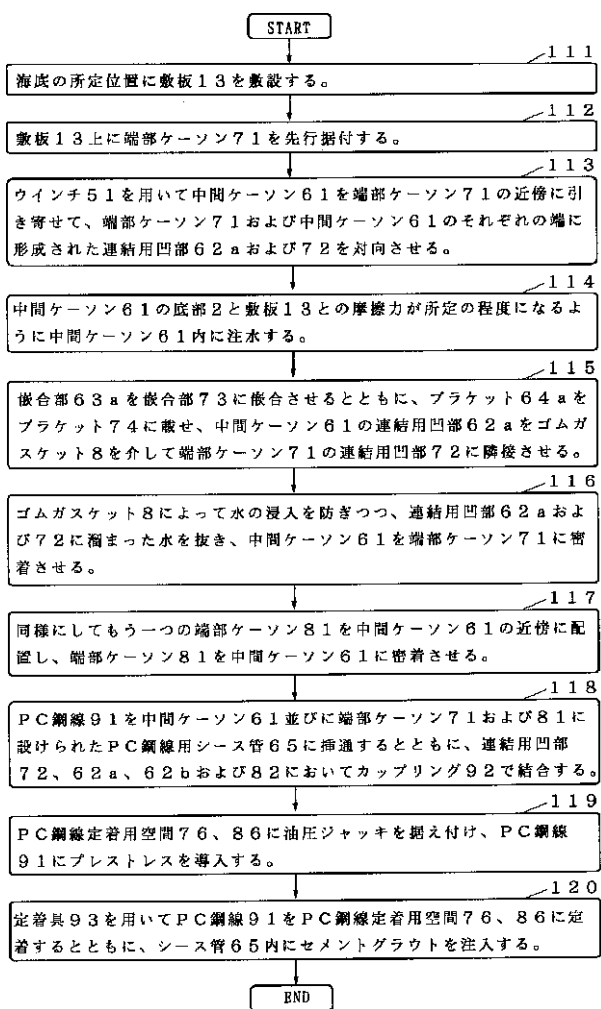 START
111
海底の所定位置に敷板13を敷設する。
112
敷板13上に端部ケーソン71を先行据付する。
113
ウインチ51を用いて中間ケーソン61を端部ケーソン71の近傍に引
き寄せて、端部ケーソン71および中間ケーソン61のそれぞれの端に
形成された連結用凹部62aおよび72を対向させる。
114
中間ケーソン61の底部2と敷板13との摩擦力が所定の程度になるよ
うに中間ケーソン61内に注水する。
115
嵌合部63aを嵌合部73に嵌合させるとともに、ブラケット64aを
ブラケット74に載せ、中間ケーソン61の連結用凹部62aをゴムガ
スケット8を介して端部ケーソン71の連結用凹部72に隣接させる。
116
ゴムガスケット8によって水の浸入を防ぎつつ、連結用凹部62aおよ
び72に溜まった水を抜き、中間ケーソン61を端部ケーソン71に密
着させる。
117
同様にしてもう一つの端部ケーソン81を中間ケーソン61の近傍に配
置し、端部ケーソン81を中間ケーソン61に密着させる。
118
PC鋼線91を中間ケーソン61並びに端部ケーソン71および81に
設けられたPC鋼線用シース管65に挿通するとともに、連結用凹部
72、62a、62bおよび82においてカップリング92で結合する。
119
PC鋼線定着用空間76、86に油圧ジャッキを据え付け、PC鋼線
91にプレストレスを導入する。
120
定着具93を用いてPC鋼線91をPC鋼線定着用空間76、86に定
着するとともに、シース管65内にセメントグラウトを注入する。
END